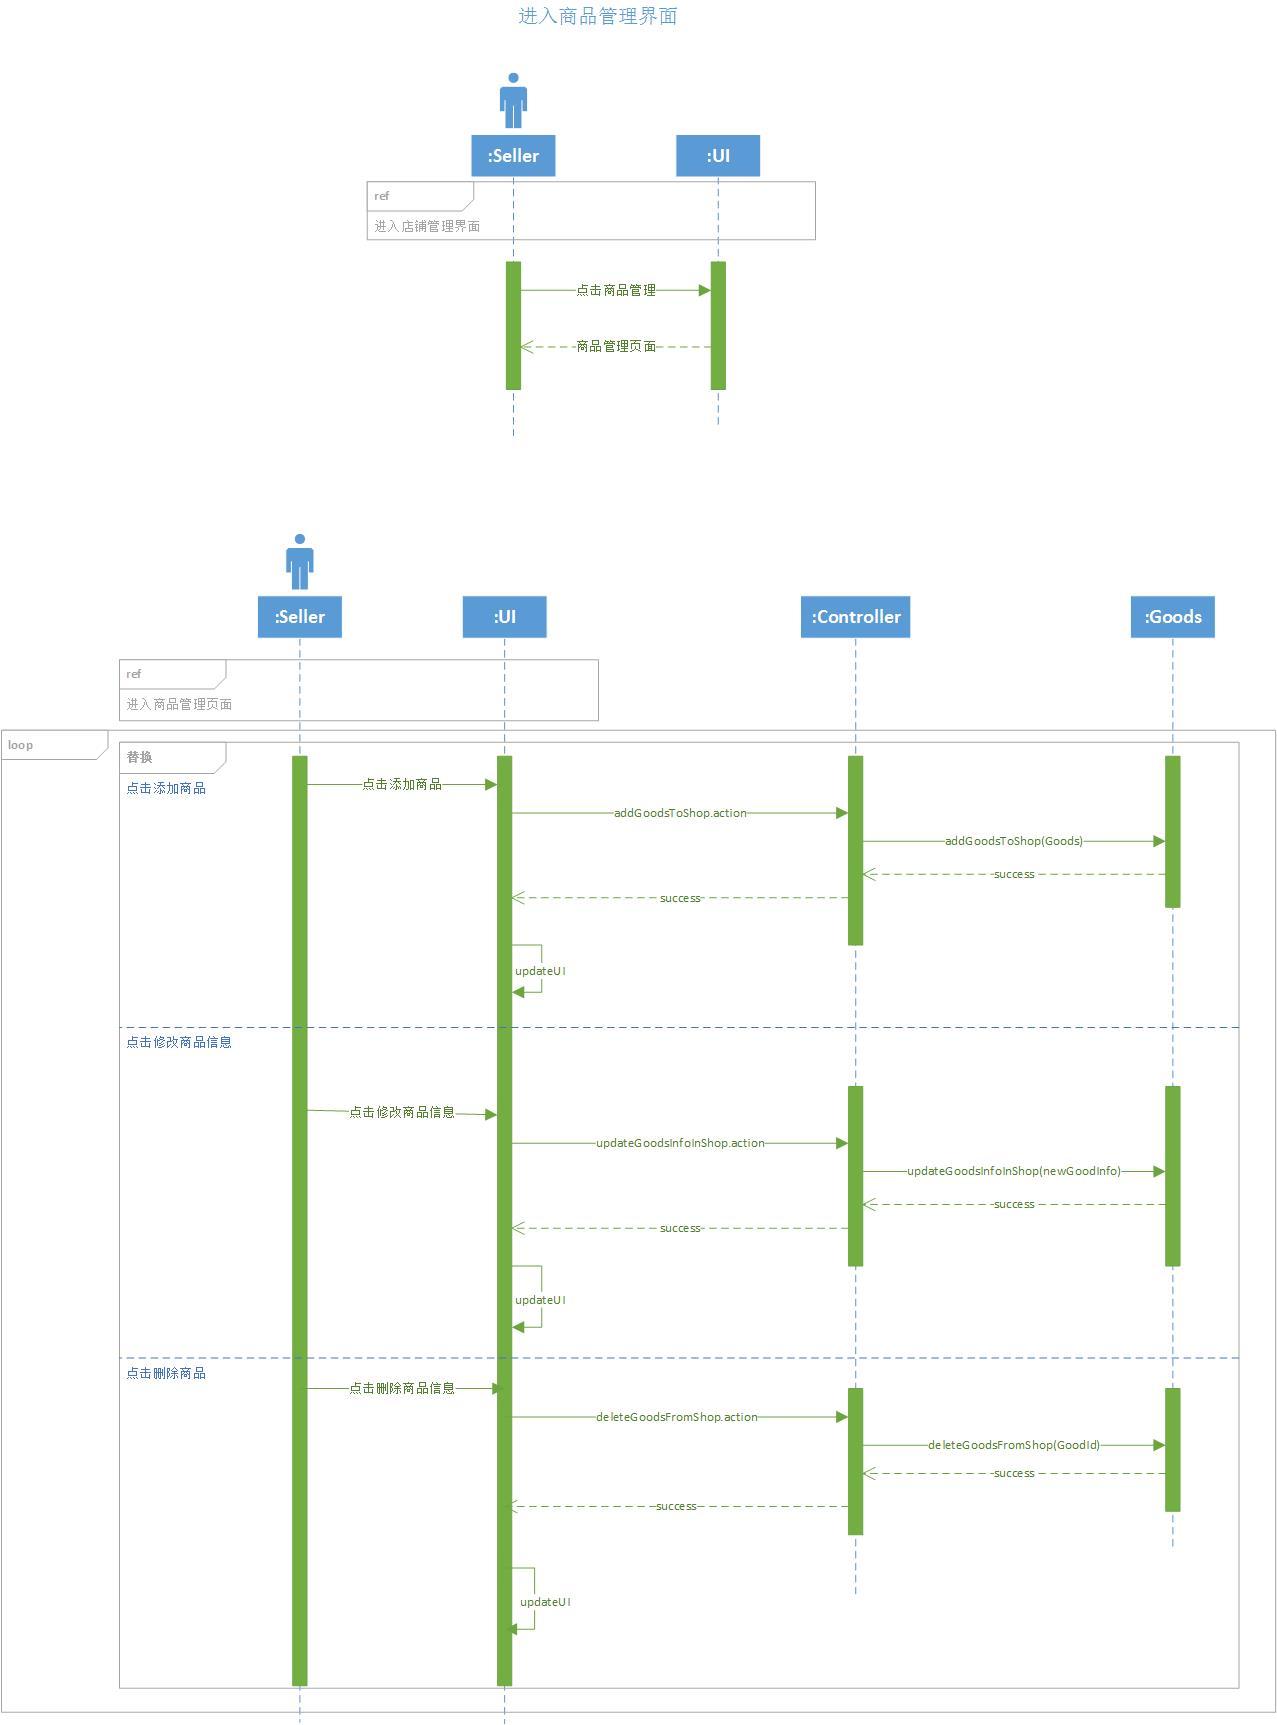 进入商品管理界面
:Seller
:UI
ref
进入店铺管理界面
点击商品管理
商品管理页面
:Seller
:UI
:Controller
:Goods
ref
进入商品管理页面
loop
替换
点击添加商品
点击添加商品
addGoodsToShop.action
addGoodsToShop(Goods)
success
success
updateUI
点击修改商品信息
点击修改商品信息
updateGoodsInfoInShop.action
updateGoodsInfoInShop(newGoodInfo)
success
success
updateUI
点击删除商品
点击删除商品信息
deleteGoodsFromShop.action
deleteGoodsFromShop(GoodId)
success
success
updateUI